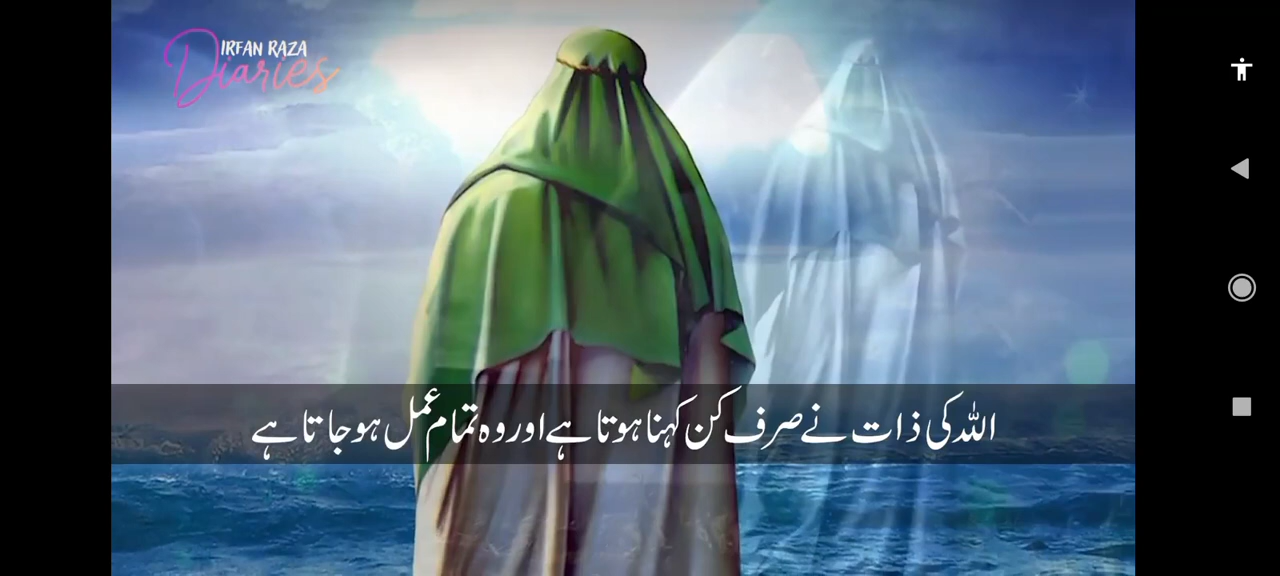 IRFAN RAZA
Diaries
اللہ کی ذات نے صرف کن کہنا ہوتا ہے اور وہ تمام عمل ہو جاتا ہے